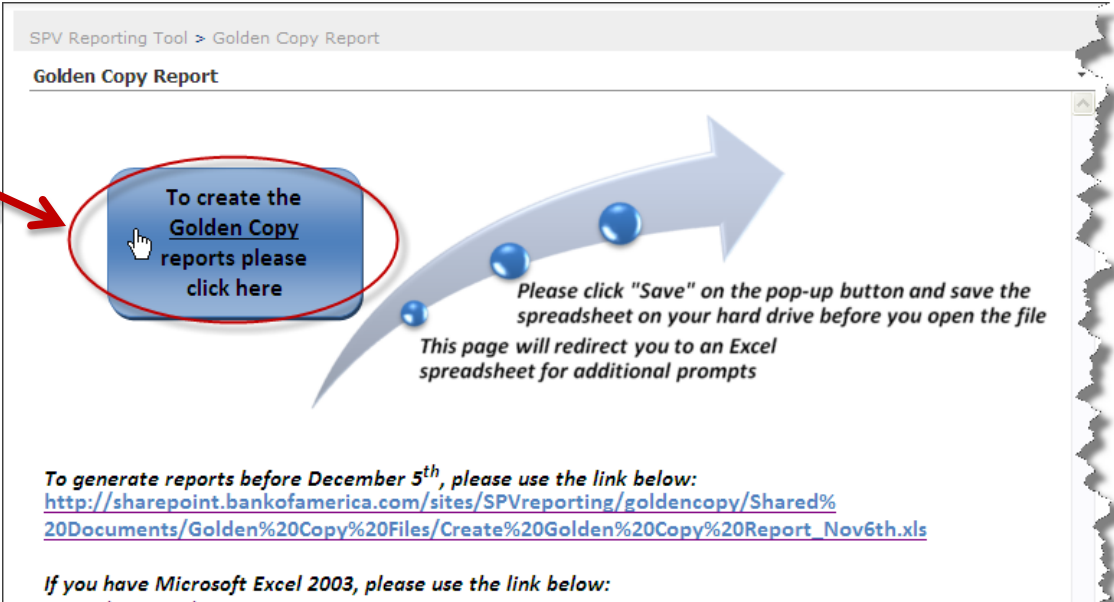 SPV Reporting Tool > Golden Copy Report
Golden Copy Report
To create the
Golden Copy
reports please
click here
Please click "Save" on the pop-up button and save the
spreadsheet on your hard drive before you open the file
This page will redirect you to an Excel
spreadsheet for additional prompts
To generate reports before December 5th, please use the link below:
http://sharepoint.bankofamerica.com/sites/SPVreporting/goldencopy/Shared%
20Documents/Golden%20Copy%20Files/Create%20Golden%20Copy%20Report_Nov6th.xls
If you have Microsoft Excel 2003, please use the link below: